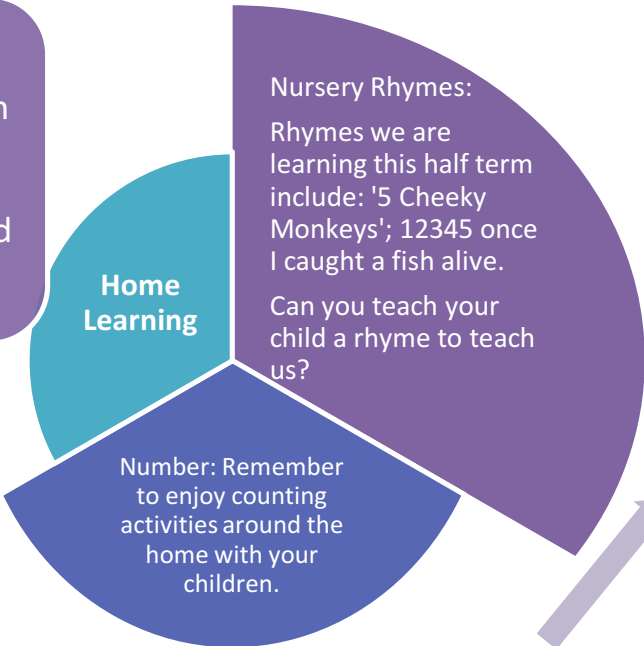 Nursery Rhymes:
Rhymes we are
learning this half term
include: '5 Cheeky
Monkeys'; 12345 once
I caught a fish alive.
Can you teach your
child a rhyme to teach
us?
Home
Learning
Number: Remember
to enjoy counting
activities around the
home with your
children.